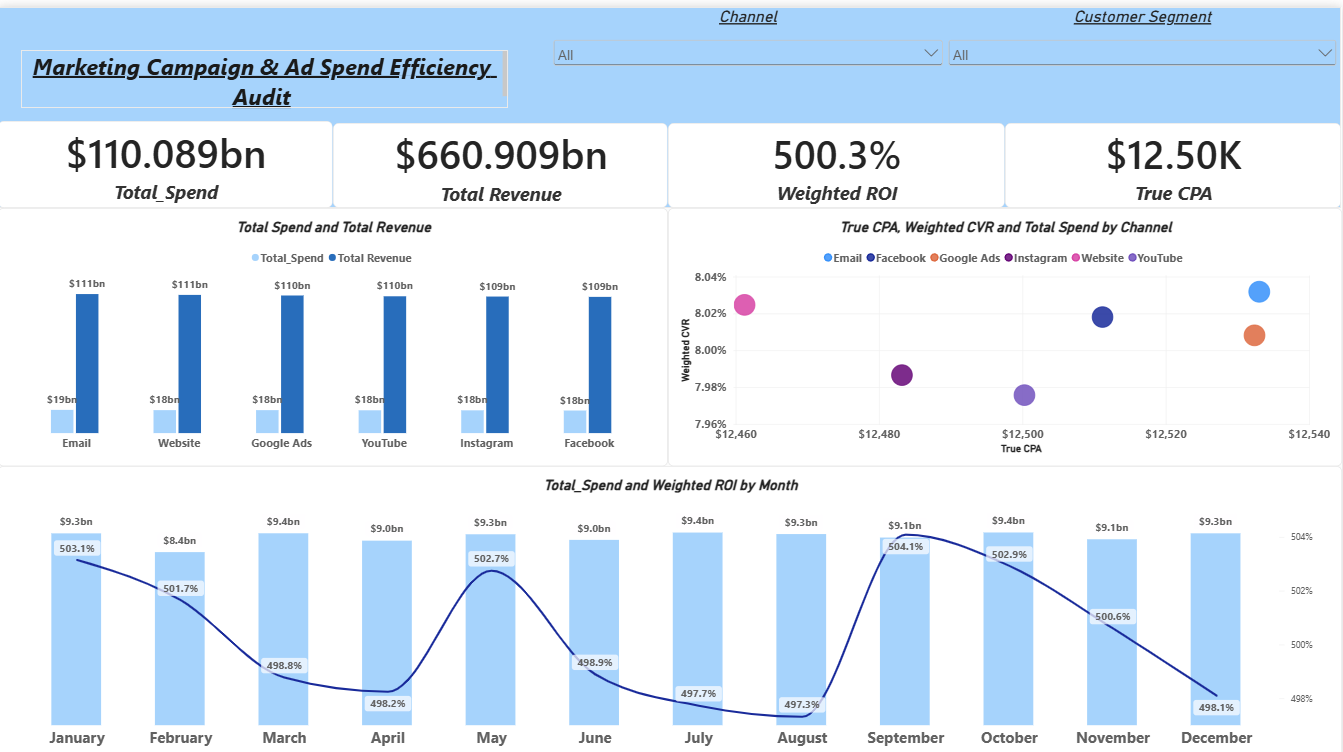 Channel
Customer Segment
All
All
Marketing Campaign & Ad Spend Efficiency
Audit
$110.089bn
Total_Spend
$660.909bn
Total Revenue
500.3%
Weighted ROI
$12.50K
True CPA
Total Spend and Total Revenue
Total_Spend Total Revenue
$111bn $111bn $110bn $110bn $109bn $109bn
$19bn $18bn $18bn $18bn $18bn $18bn
Email Website Google Ads YouTube Instagram Facebook
True CPA, Weighted CVR and Total Spend by Channel
Email Facebook Google Ads Instagram Website YouTube
Weighted CVR
8.04%
8.02%
8.00%
7.98%
7.96%
$12,460 $12,480 $12,500 $12,520 $12,540
True CPA
Total_Spend and Weighted ROI by Month
$9.3bn $8.4bn $9.4bn $9.0bn $9.3bn $9.0bn $9.4bn $9.3bn $9.1bn $9.4bn $9.1bn $9.3bn
503.1% 501.7% 498.8% 498.2% 502.7% 498.9% 497.7% 497.3% 504.1% 502.9% 500.6% 498.1%
504%
502%
500%
498%
January February March April May June July August September October November December